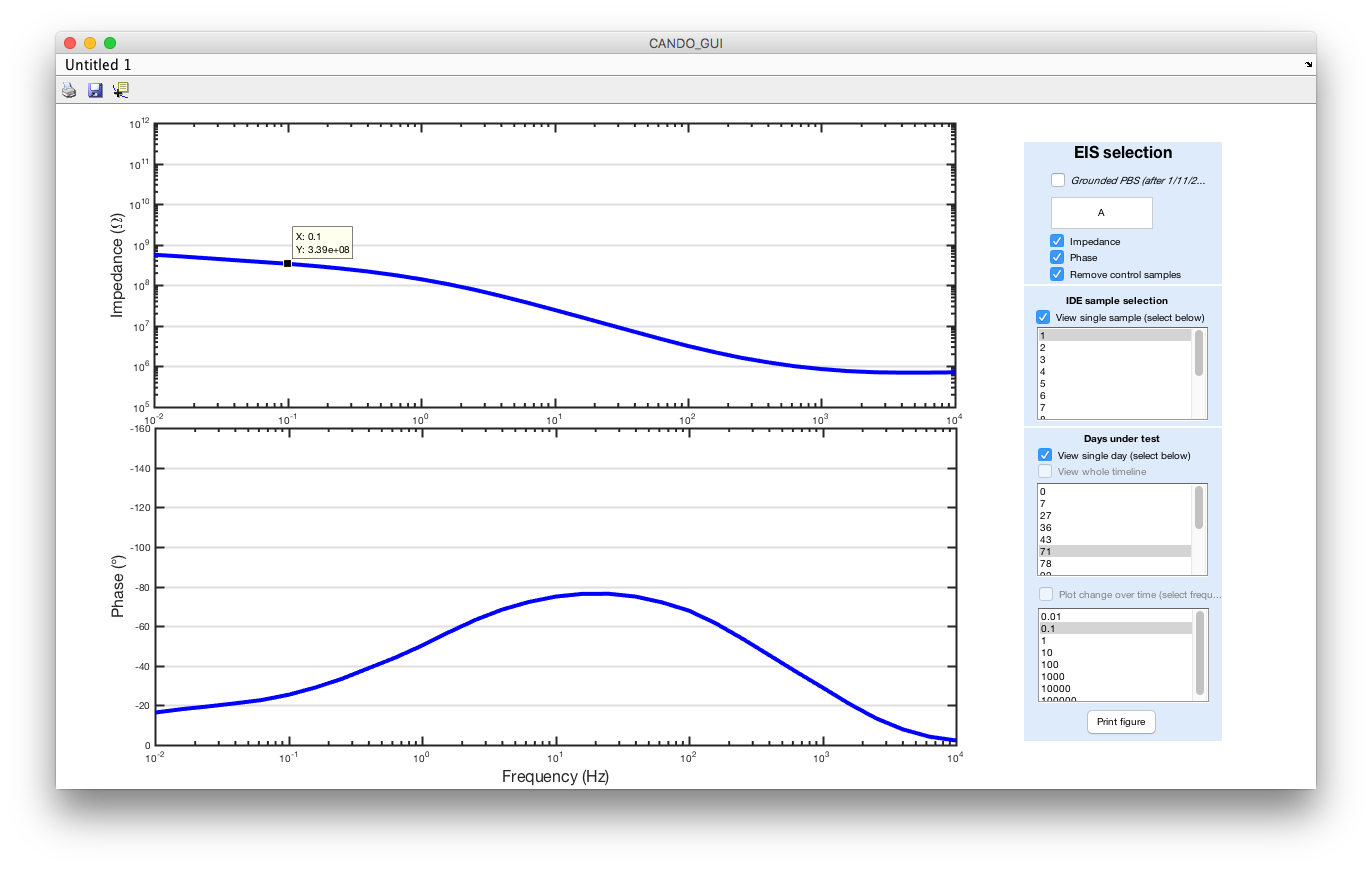 CANDO_GUI
Untitled 1
10^12
10^11
10^10
10^9
10^8
10^7
10^6
10^5
Impedance (Ω)
X: 0.1
Y: 3.39e+08
10^-2 10^-1 10^0 10^1 10^2 10^3 10^4
-160
-140
-120
-100
-80
-60
-40
-20
0
Phase (°)
10^-2 10^-1 10^0 10^1 10^2 10^3 10^4
Frequency (Hz)
EIS selection
Grounded PBS (after 1/11/2...
A
Impedance
Phase
Remove control samples
IDE sample selection
View single sample (select below)
1
2
3
4
5
6
7
Days under test
View single day (select below)
View whole timeline
0
7
27
36
43
71
78
Plot change over time (select frequ...
0.01
0.1
1
10
100
1000
10000
100000
Print figure